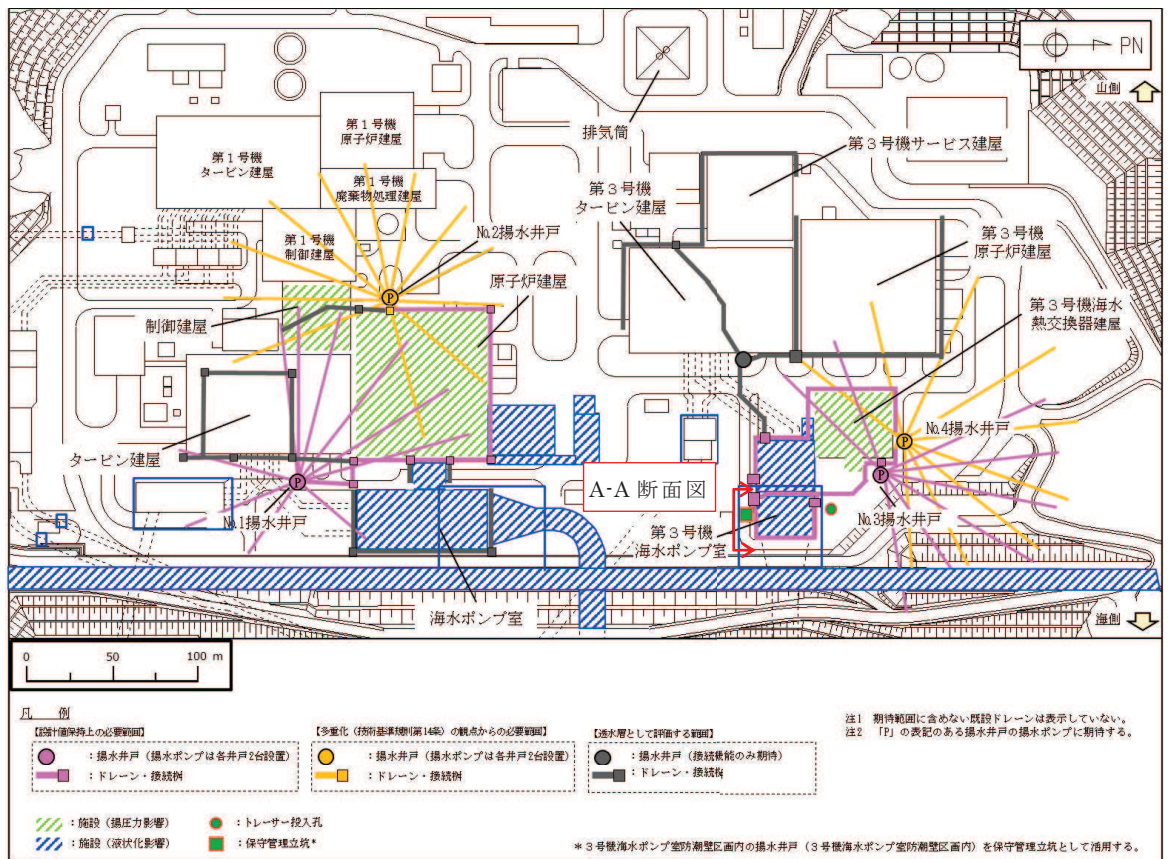 PN
山側
排気筒
第3号機サービス建屋
第1号機
原子炉建屋
第1号機
タービン建屋
第1号機
廃棄物処理建屋
第3号機
タービン建屋
第1号機
制御建屋
No.2揚水井戸
第3号機
原子炉建屋
原子炉建屋
第3号機海水
熱交換器建屋
制御建屋
P
タービン建屋
No.4揚水井戸
P
P
P
A-A 断面図
No.1揚水井戸
No.3揚水井戸
第3号機
海水ポンプ室
海水ポンプ室
海側
0 50 100 m
凡 例
【設計値保持上の必要範囲】
P ：揚水井戸（揚水ポンプは各井戸2台設置）
：ドレーン・接続桝
【多重化（技術基準規則第14条）の観点からの必要範囲】
：揚水井戸（揚水ポンプは各井戸2台設置）
：ドレーン・接続桝
【透水層として評価する範囲】
：揚水井戸（接続機能のみ期待）
：ドレーン・接続桝
注1 期待範囲に含めない既設ドレーンは表示していない。
注2 「P」の表記のある揚水井戸の揚水ポンプに期待する。
：施設（揚圧力影響）
：トレーサー投入孔
：施設（液状化影響）
：保守管理立坑*
＊3号機海水ポンプ室防潮壁区画内の揚水井戸（3号機海水ポンプ室防潮壁区画内）を保守管理立坑として活用する。